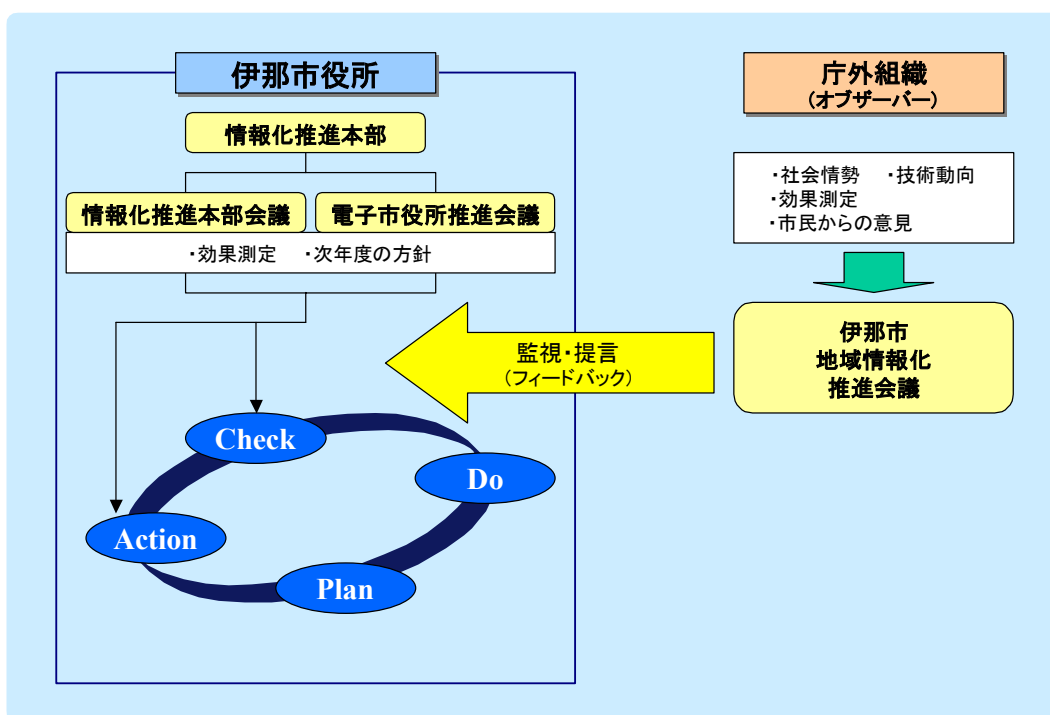 伊那市役所
情報化推進本部
情報化推進本部会議
電子市役所推進会議
・効果測定　・次年度の方針
庁外組織
(オブザーバー)
・社会情勢　・技術動向
・効果測定
・市民からの意見
伊那市
地域情報化
推進会議
監視・提言
(フィードバック)
Check
Do
Action
Plan